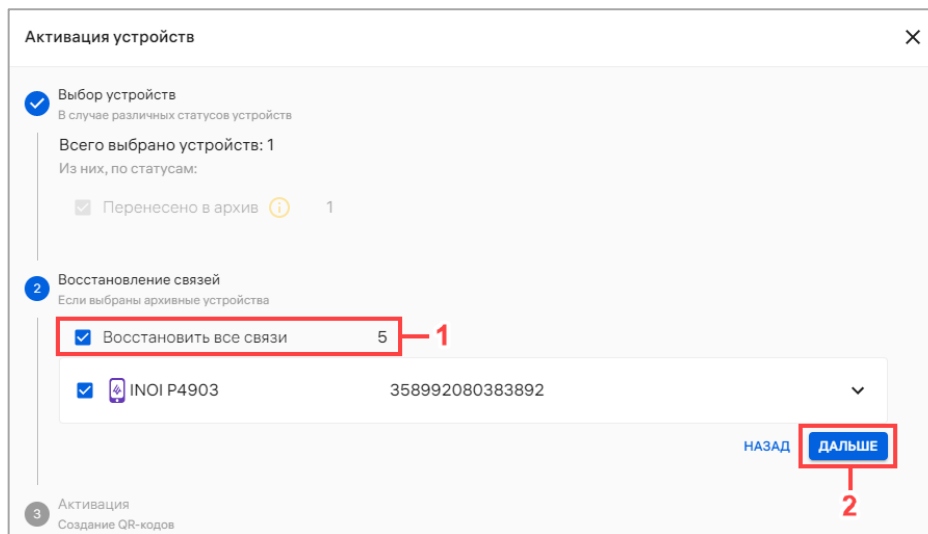 Активация устройств
Выбор устройств
В случае различных статусов устройств
Всего выбрано устройств: 1
Из них, по статусам:
Перенесено в архив 1
2 Восстановление связей
Если выбраны архивные устройства
Восстановить все связи 5 1
INOI P4903 358992080383892
НАЗАД ДАЛЬШЕ
2
3 Активация
Создание QR-кодов